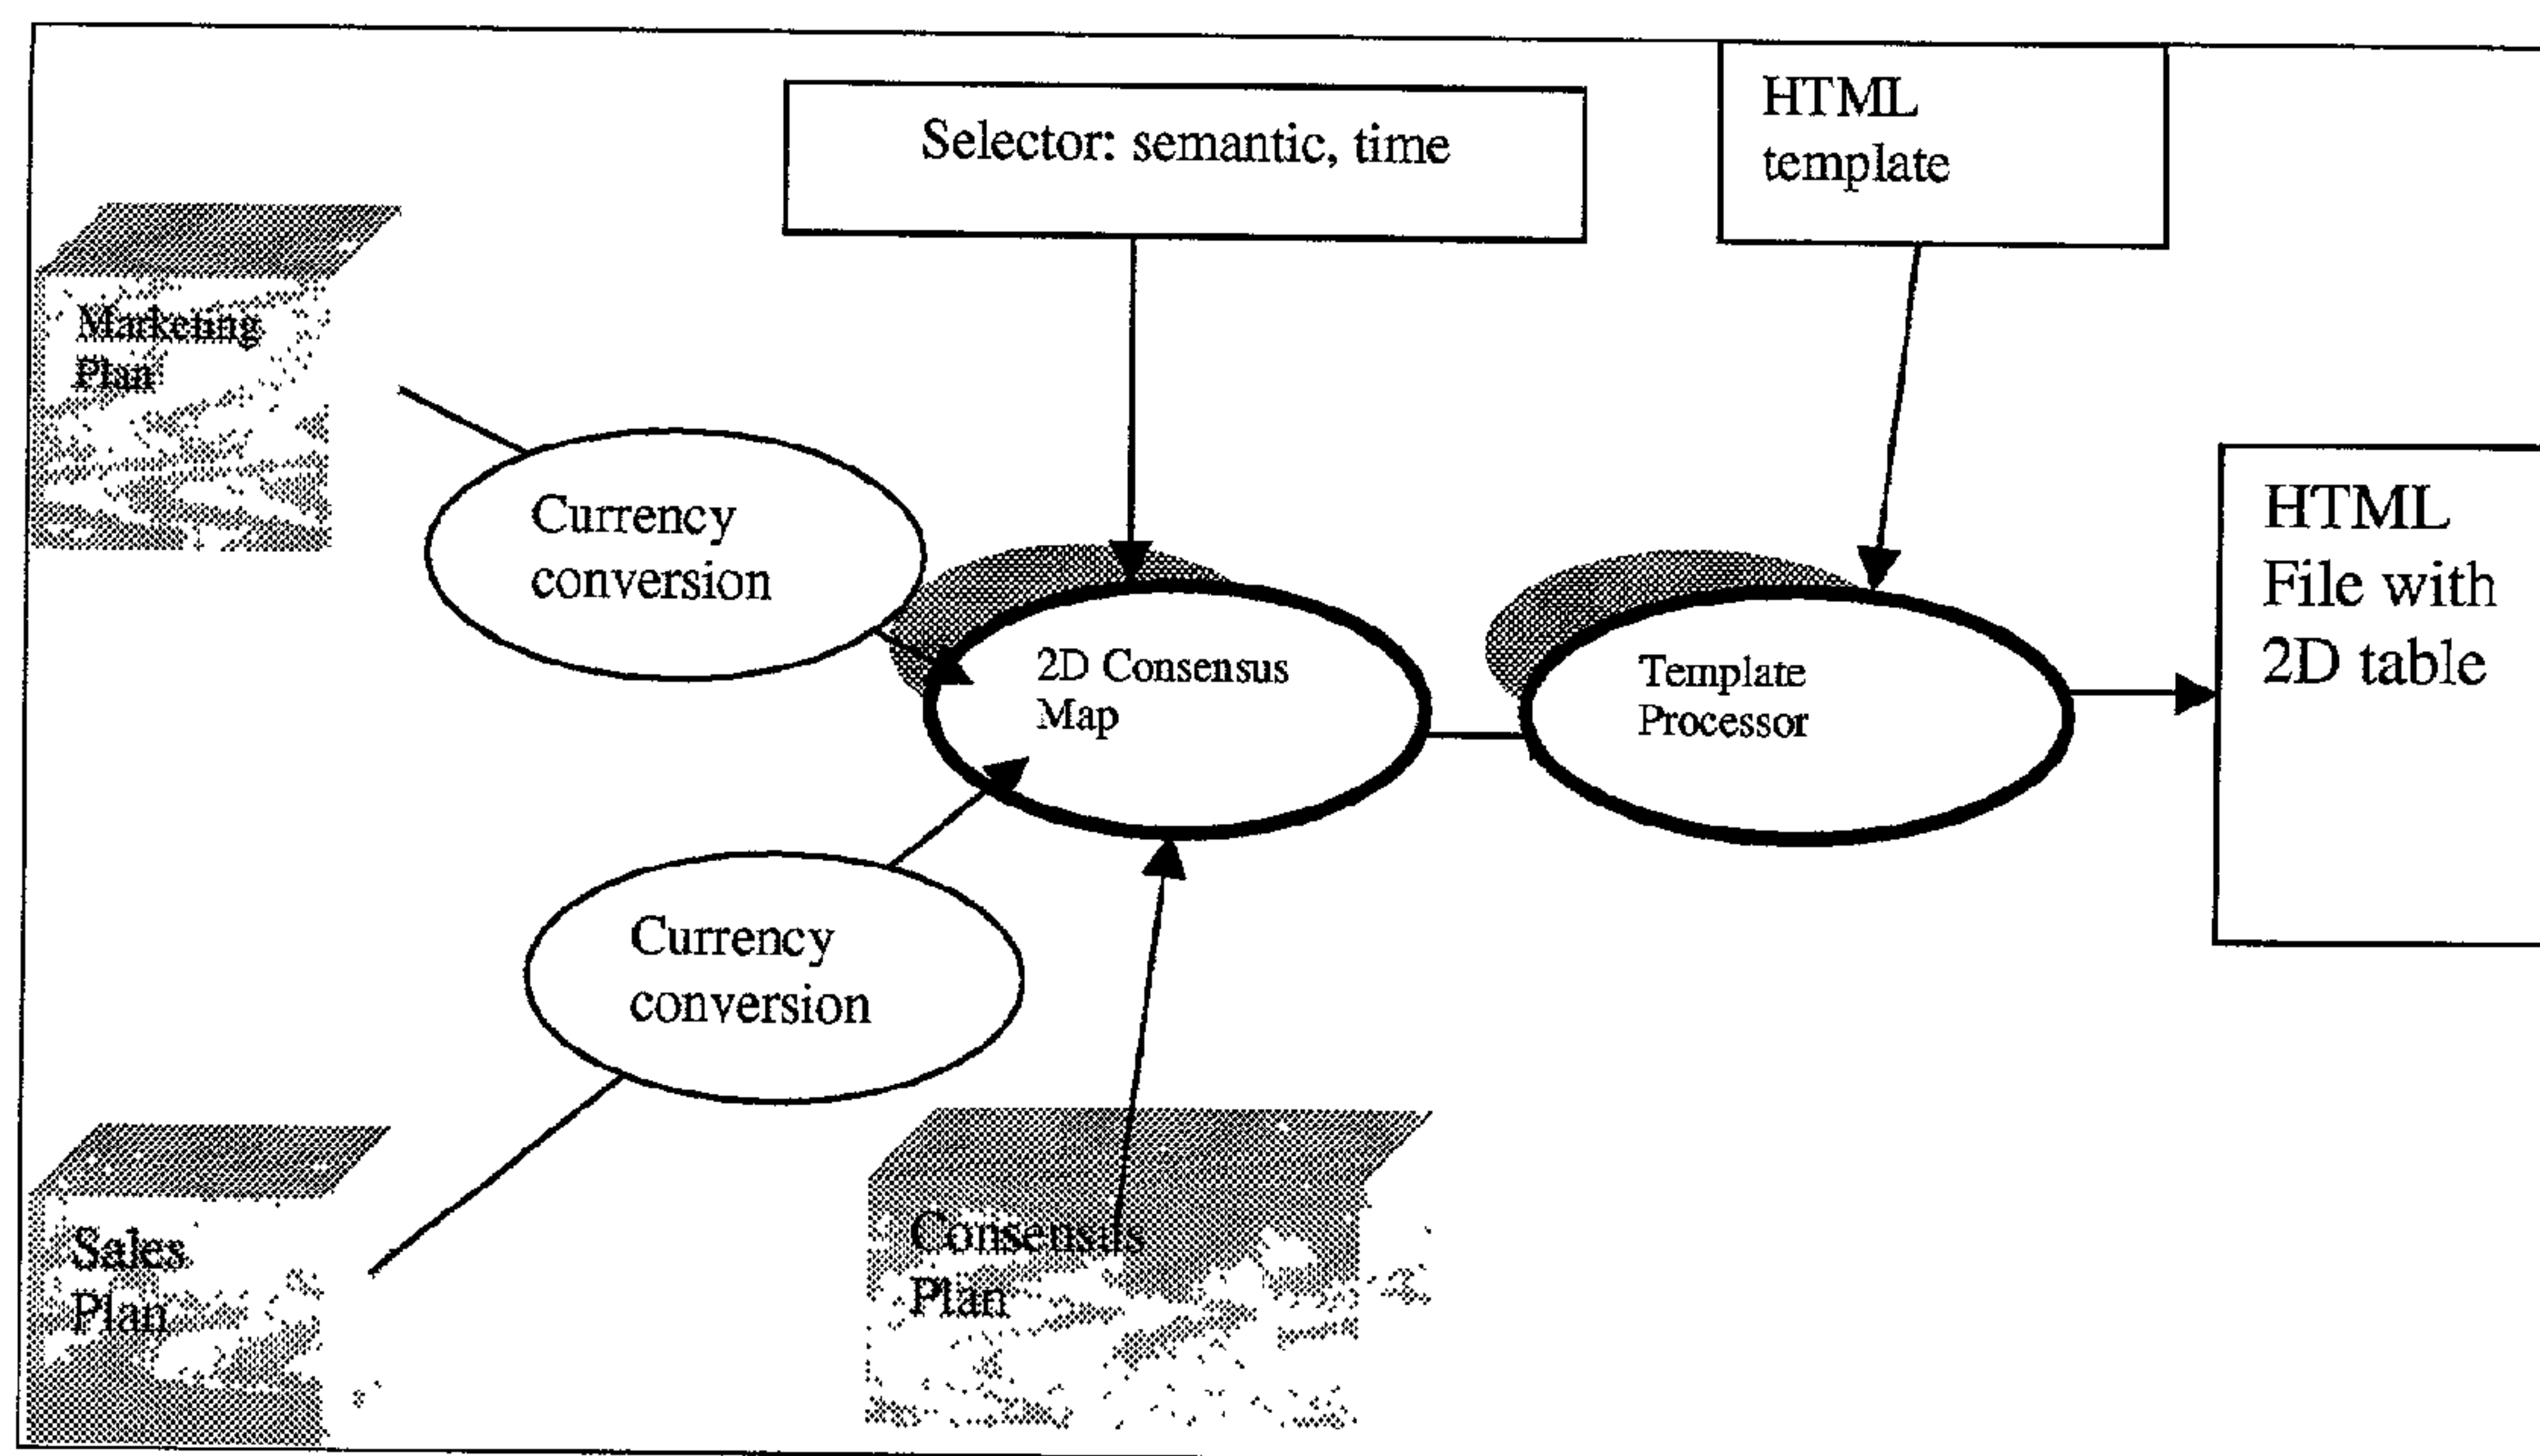 Selector: semantic, time
HTML
template
Marketing
Plan
Currency
conversion
2D Consensus
Map
Template
Processor
HTML
File with
2D table
Currency
conversion
Sales
Plan
Consensus
Plan